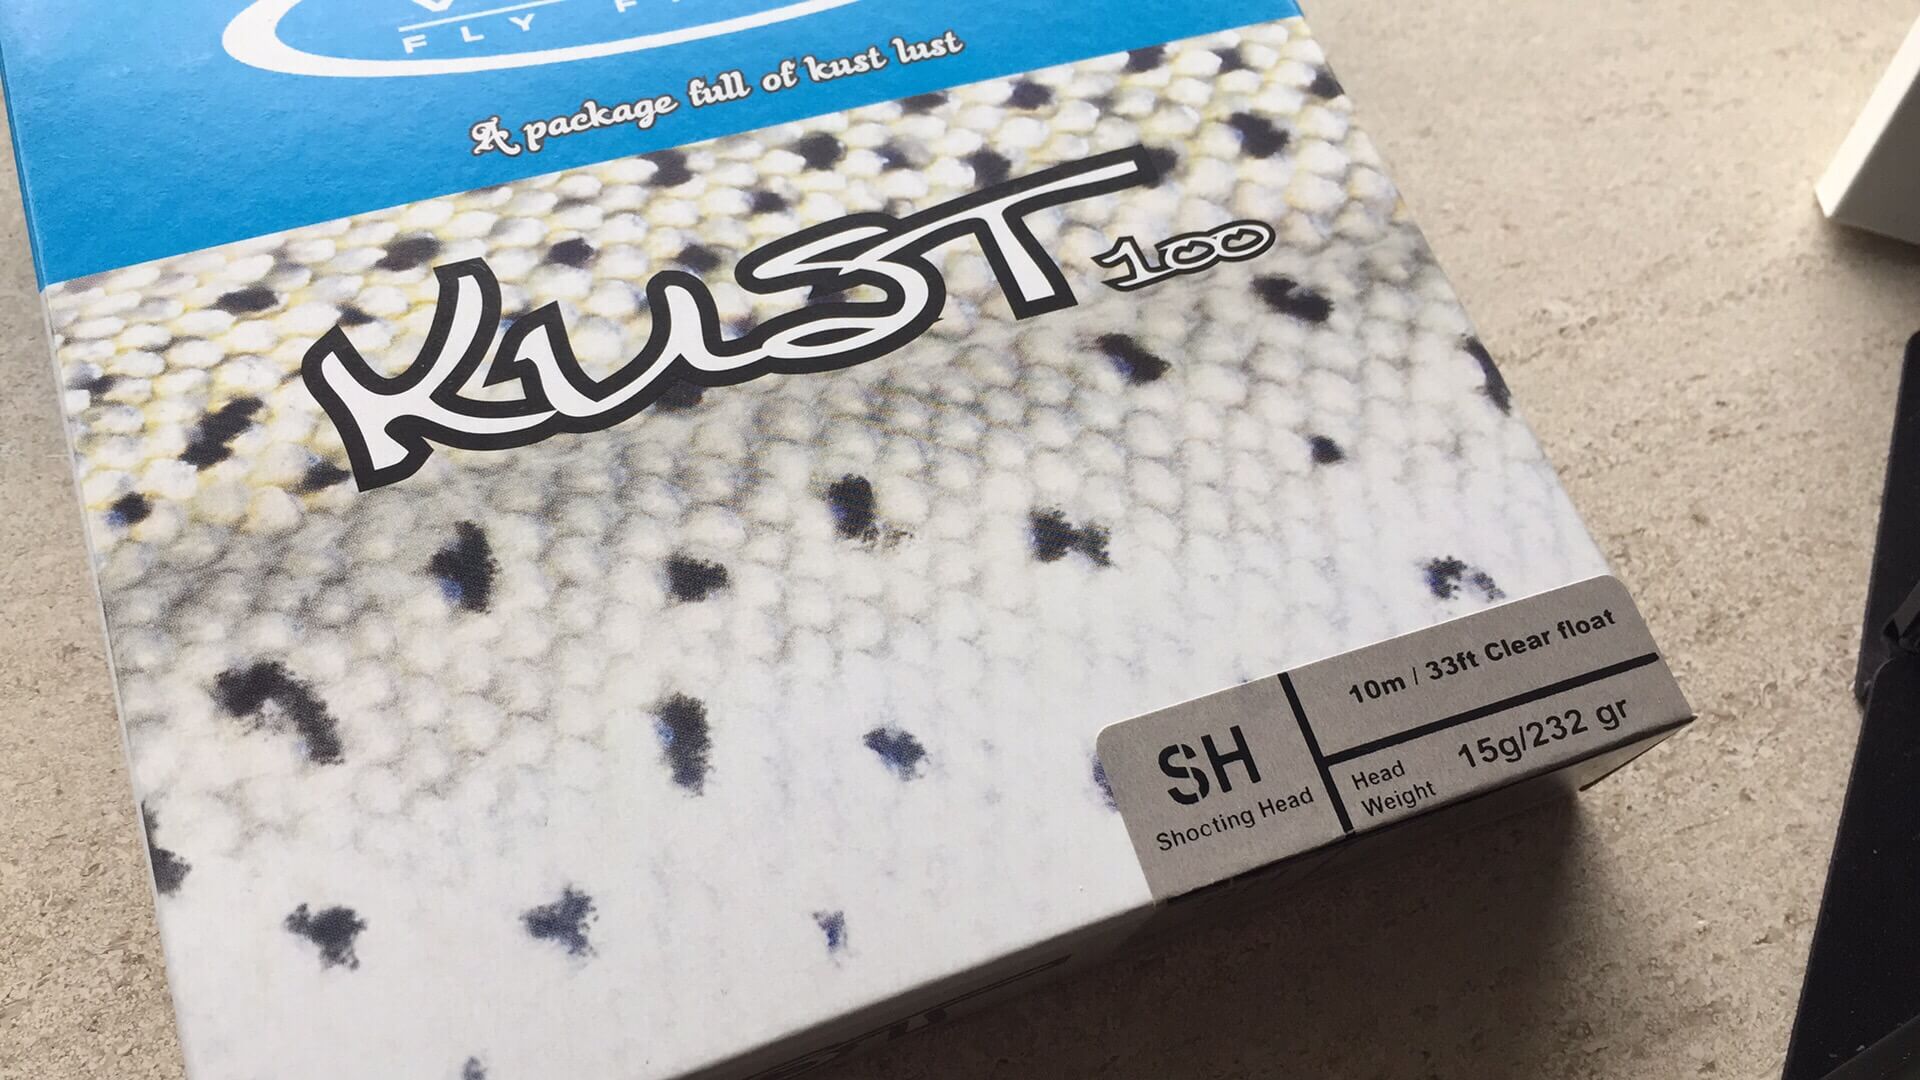 FLY
A package full of kust lust
KUST 100
10m / 33ft Clear float
SH
Shooting Head
Head
Weight
15g/232 gr